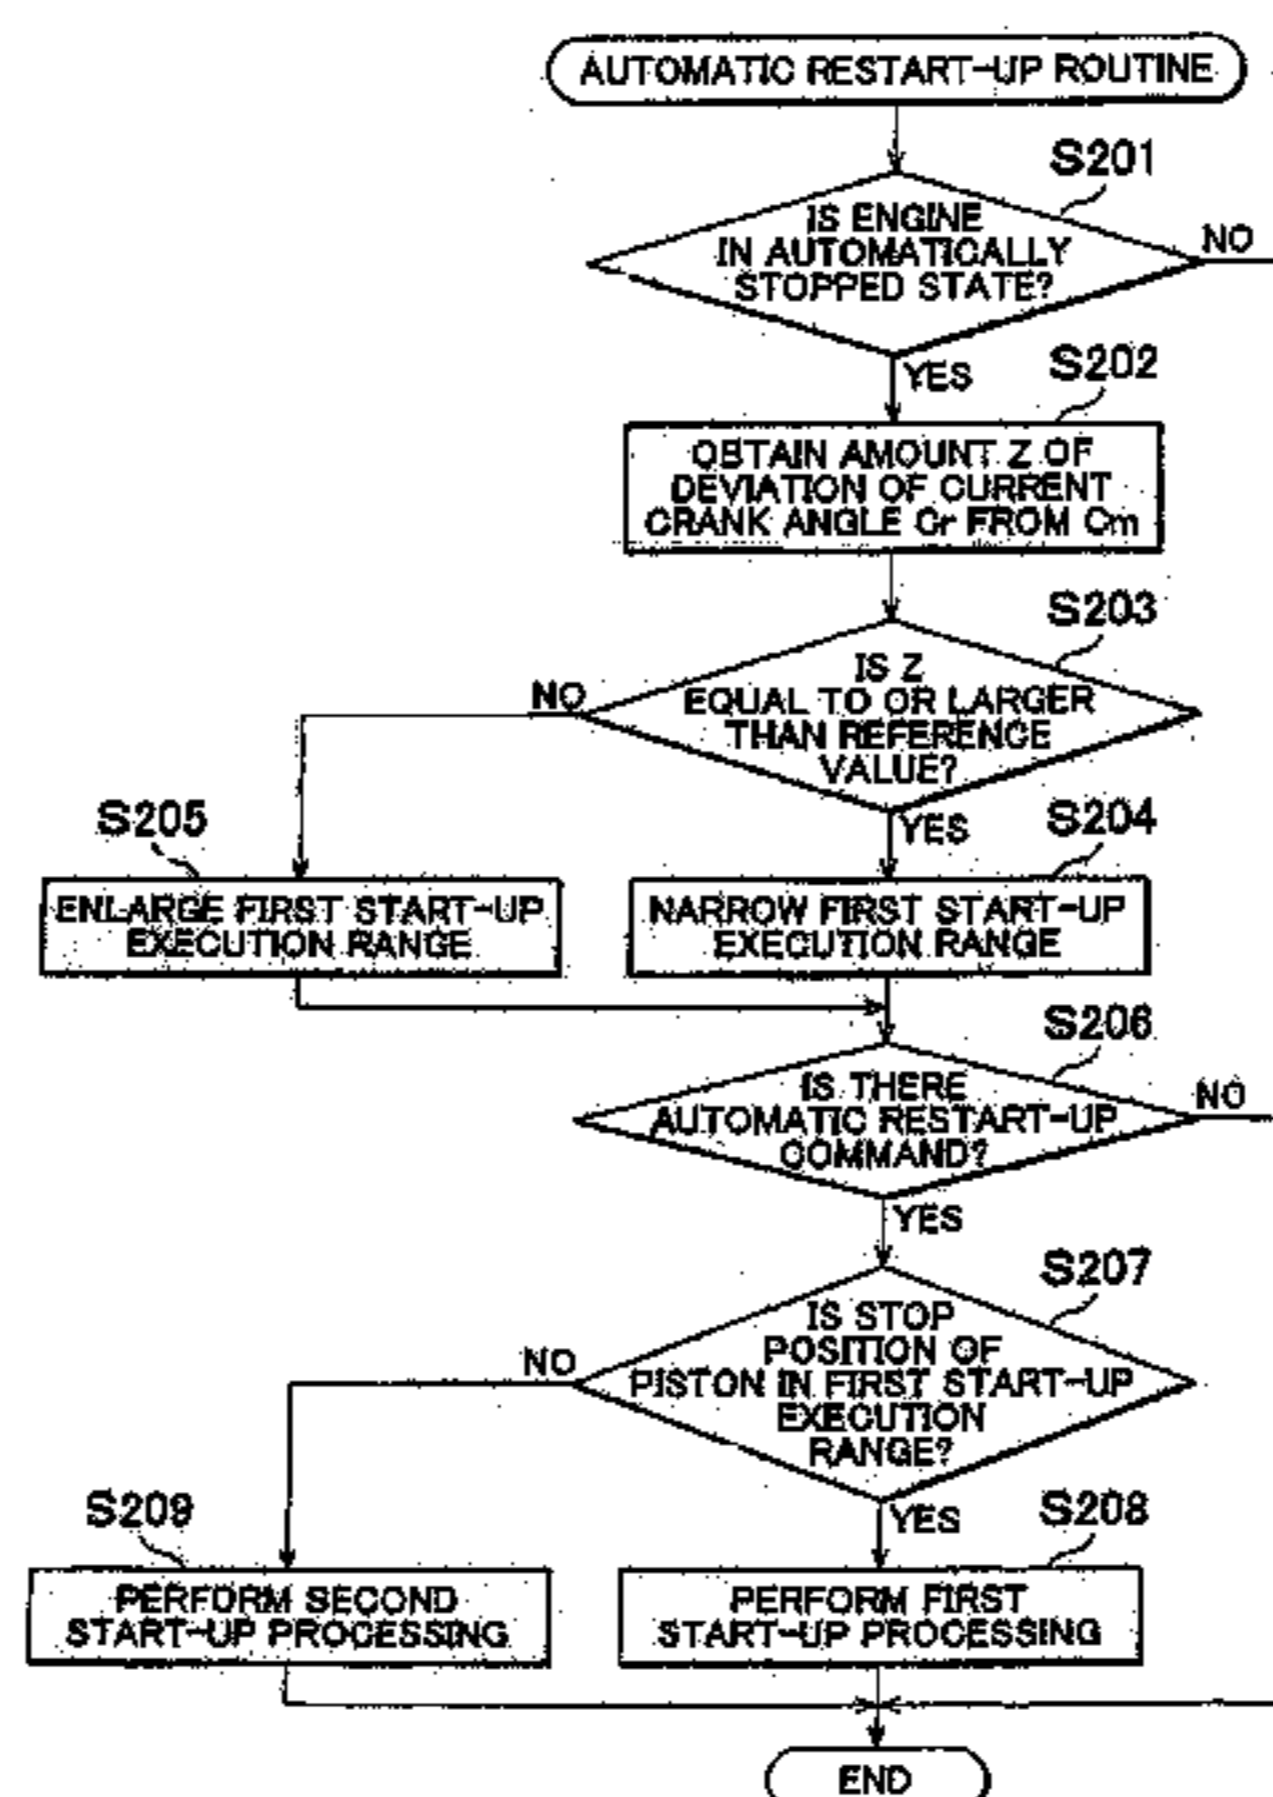 AUTOMATIC RESTART-UP ROUTINE
S201
IS ENGINE
IN AUTOMATICALLY
STOPPED STATE?
NO
YES
S202
OBTAIN AMOUNT Z OF
DEVIATION OF CURRENT
CRANK ANGLE Cr FROM Cm
S203
IS Z
EQUAL TO OR LARGER
THAN REFERENCE
VALUE?
NO
YES
S205
S204
ENLARGE FIRST START-UP
EXECUTION RANGE
NARROW FIRST START-UP
EXECUTION RANGE
S206
IS THERE
AUTOMATIC RESTART-UP
COMMAND?
NO
YES
S207
IS STOP
POSITION OF
PISTON IN FIRST START-UP
EXECUTION
RANGE?
NO
YES
S209
S208
PERFORM SECOND
START-UP PROCESSING
PERFORM FIRST
START-UP PROCESSING
END